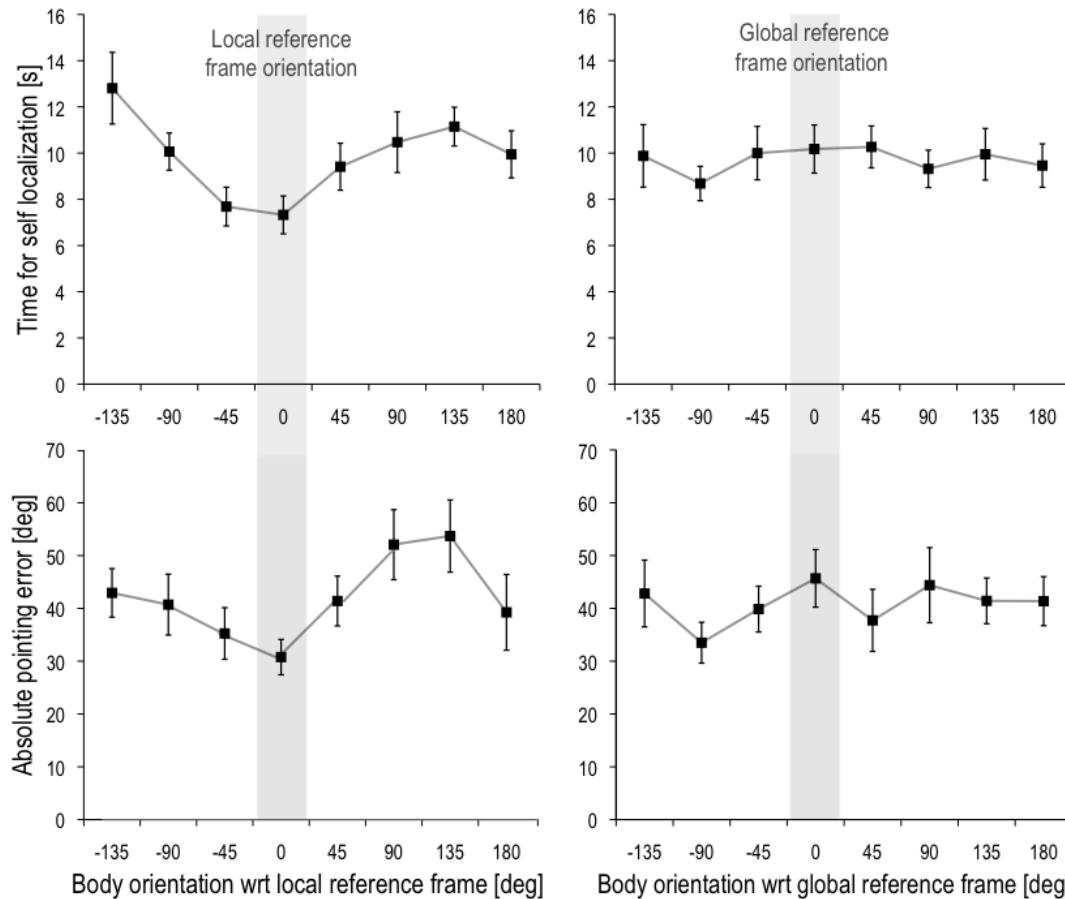 Time for self localization [s]
16
14
12
10
8
6
4
2
0
Local reference
frame orientation
-135 -90 -45 0 45 90 135 180
16
14
12
10
8
6
4
2
0
Global reference
frame orientation
-135 -90 -45 0 45 90 135 180
Absolute pointing error [deg]
70
60
50
40
30
20
10
0
-135 -90 -45 0 45 90 135 180
Body orientation wrt local reference frame [deg]
70
60
50
40
30
20
10
0
-135 -90 -45 0 45 90 135 180
Body orientation wrt global reference frame [deg